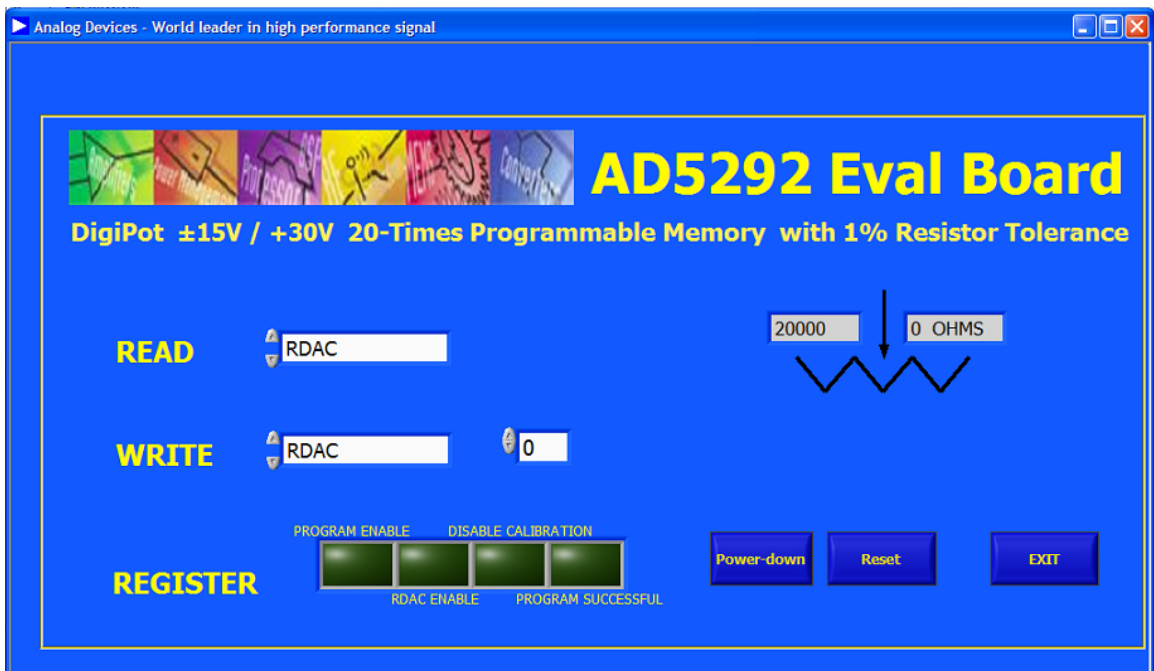 Analog Devices - World leader in high performance signal
AD5292 Eval Board
DigiPot ±15V / +30V 20-Times Programmable Memory with 1% Resistor Tolerance
20000 0 OHMS
READ RDAC
WRITE RDAC 0
PROGRAM ENABLE DISABLE CALIBRATION
REGISTER
RDAC ENABLE PROGRAM SUCCESSFUL
Power-down Reset EXIT